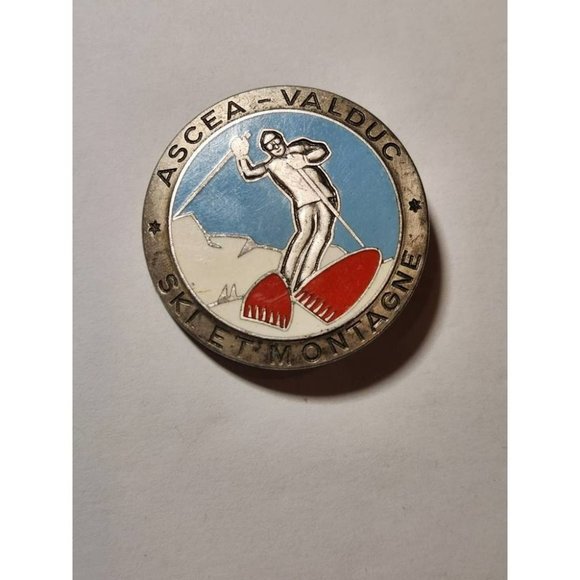 ASCEA - VALDUC
SKI ET MONTAGNE